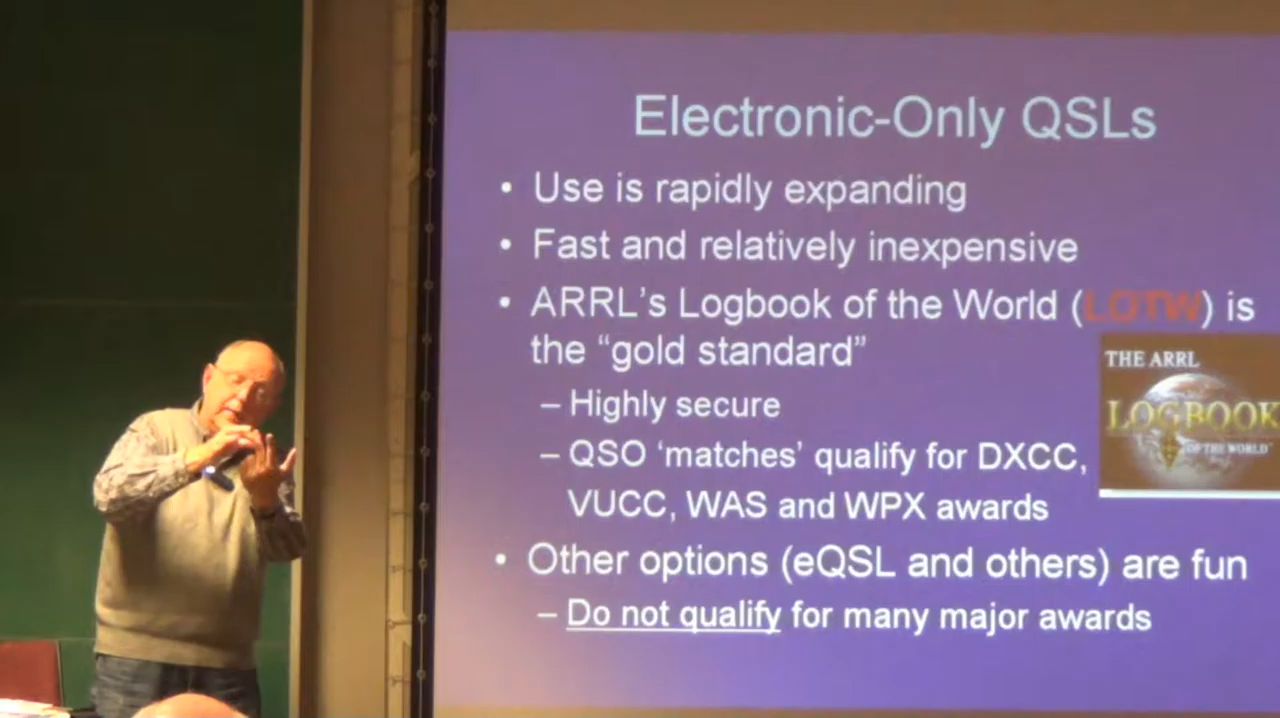 Electronic-Only QSLs
• Use is rapidly expanding
• Fast and relatively inexpensive
• ARRL’s Logbook of the World (LOTW) is
the “gold standard”
– Highly secure
– QSO ‘matches’ qualify for DXCC,
VUCC, WAS and WPX awards
• Other options (eQSL and others) are fun
– Do not qualify for many major awards
THE ARRL
LOGBOOK
OF THE WORLD